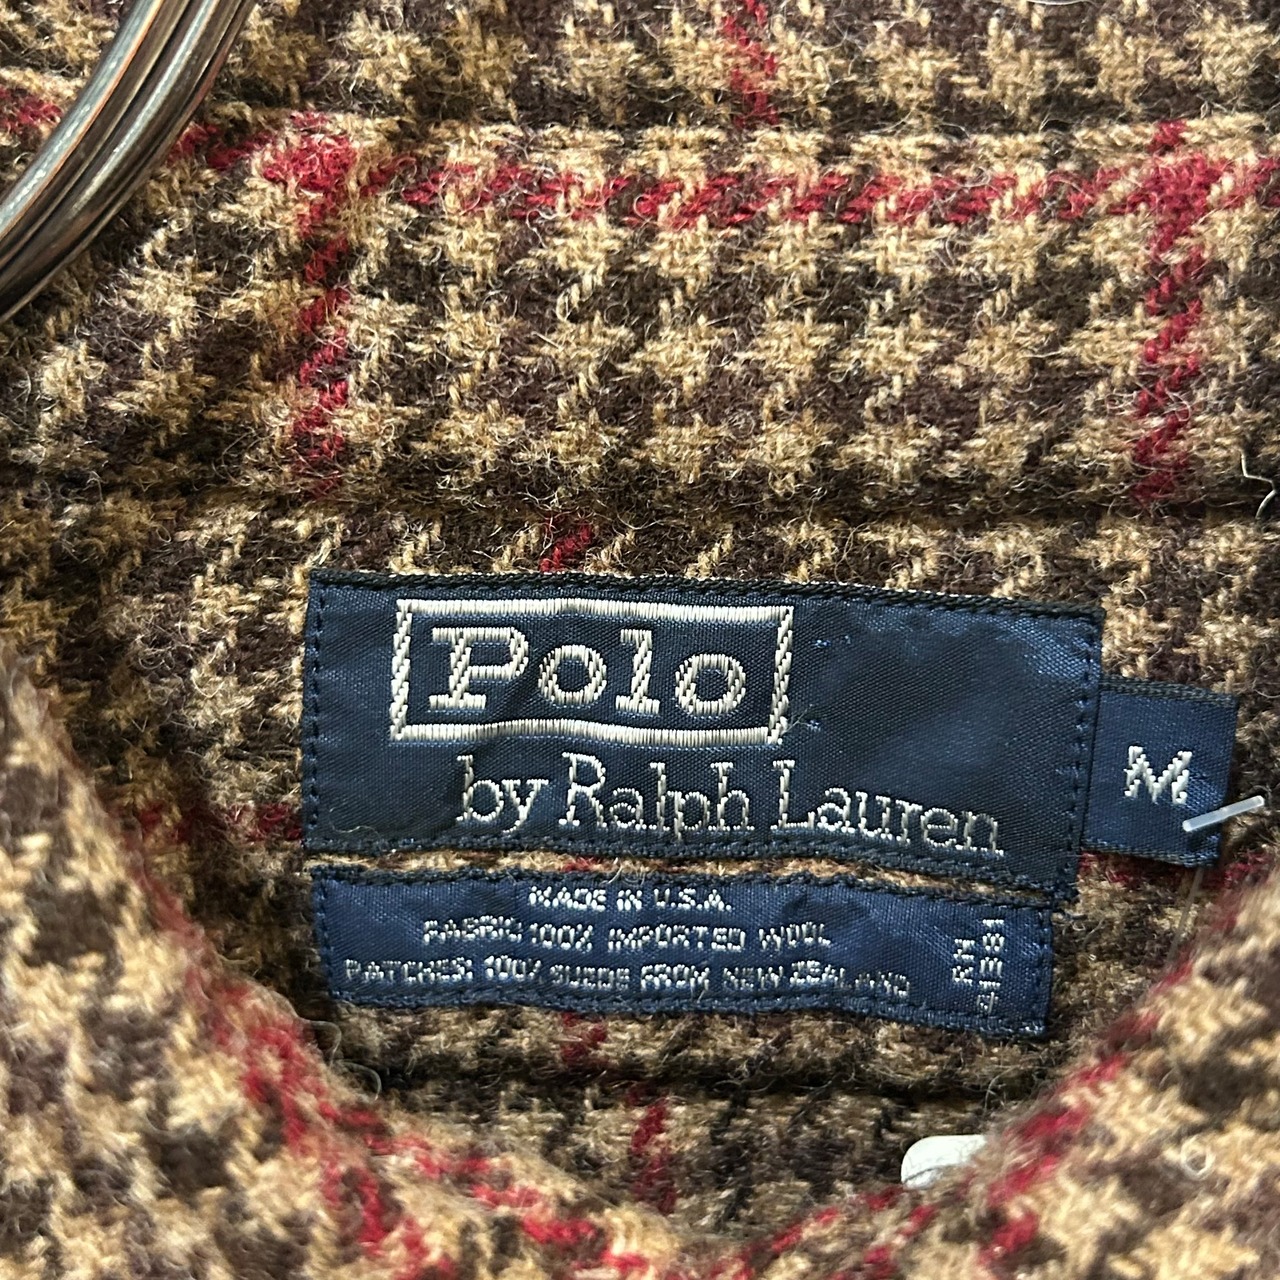 Polo
by Ralph Lauren
M
MADE IN U.S.A.
FABRIC 100% IMPORTED WOOL
PATCHES 100% SUEDE FROM NEW ZEALAND
RN
41381